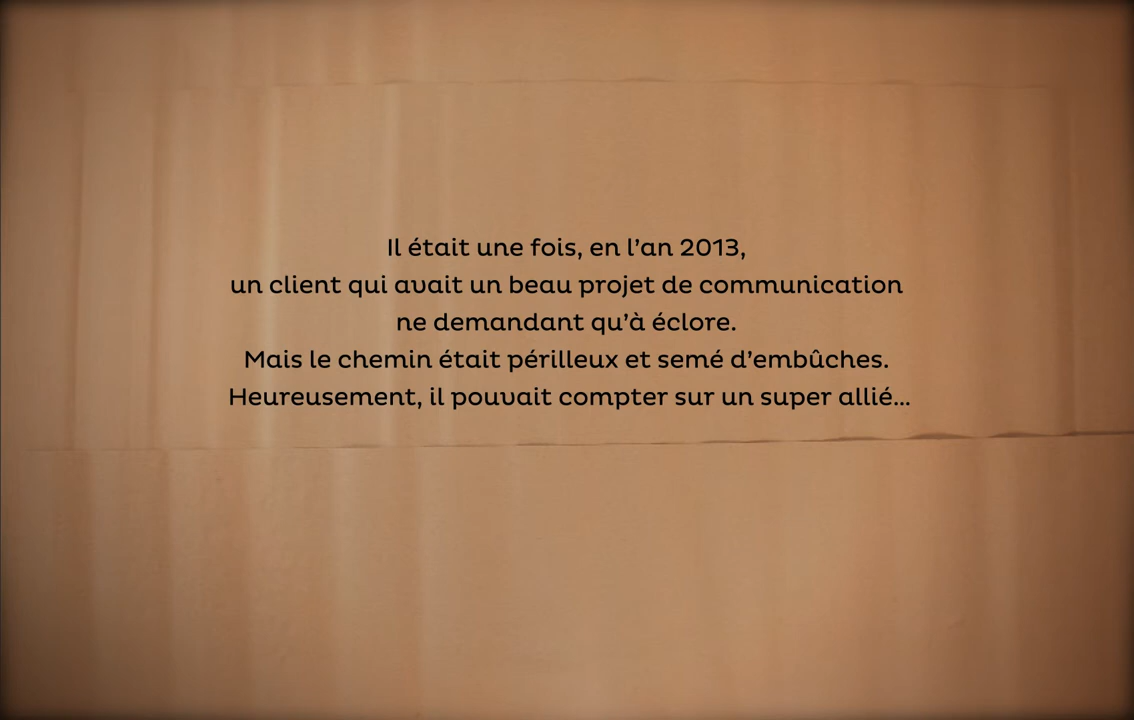 Il était une fois, en l’an 2013,
un client qui avait un beau projet de communication
ne demandant qu’à éclore.
Mais le chemin était périlleux et semé d’embûches.
Heureusement, il pouvait compter sur un super allié...